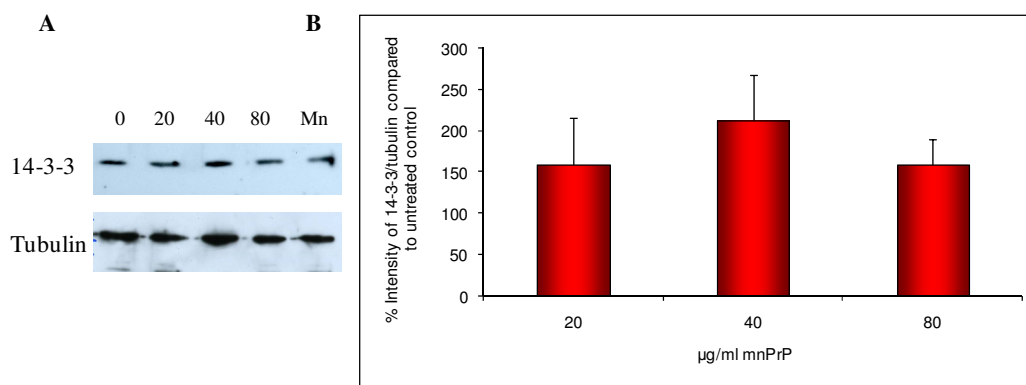 A
B
0 20 40 80 Mn
14-3-3
Tubulin
% Intensity of 14-3-3/tubulin compared
to untreated control
300
250
200
150
100
50
0
20 40 80
µg/ml mnPrP